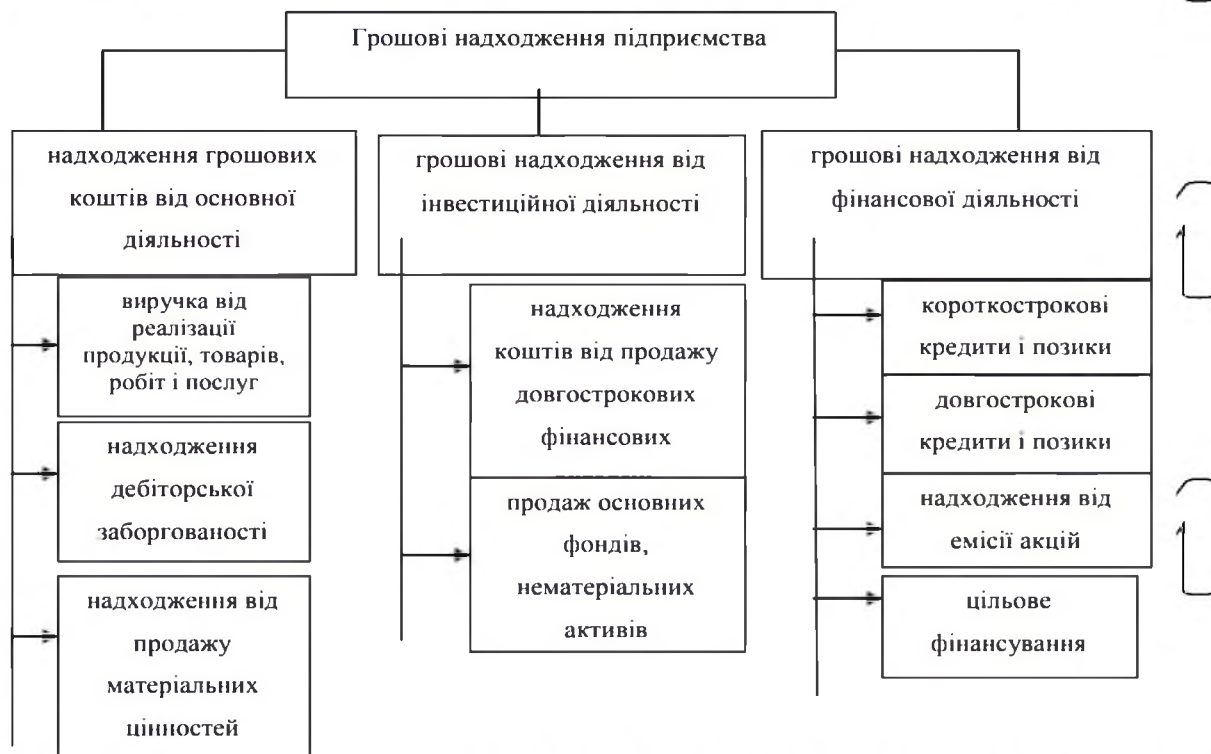 Грошові надходження підприємства
надходження грошових
коштів від основної
діяльності
виручка від
реалізації
продукції, товарів,
робіт і послуг
надходження
дебіторської
заборгованості
надходження від
продажу
матеріальних
цінностей
грошові надходження від
інвестиційної діяльності
надходження
коштів від продажу
довгострокових
фінансових
продаж основних
фондів,
нематеріальних
активів
грошові надходження від
фінансової діяльності
короткострокові
кредити і позики
довгострокові
кредити і позики
надходження від
емісії акцій
цільове
фінансування